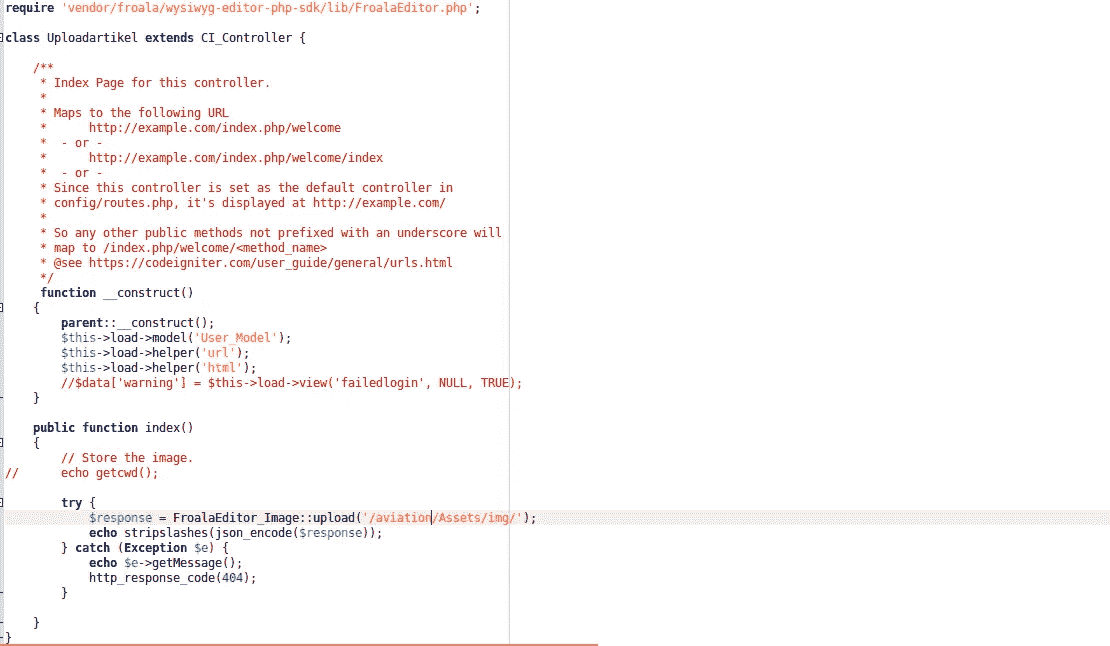 require 'vendor/froala/wysiwyg-editor-php-sdk/lib/FroalaEditor.php';
class Uploadartikel extends CI_Controller {
/**
* Index Page for this controller.
*
* Maps to the following URL
* http://example.com/index.php/welcome
* - or -
* http://example.com/index.php/welcome/index
* - or -
* Since this controller is set as the default controller in
* config/routes.php, it's displayed at http://example.com/
*
* So any other public methods not prefixed with an underscore will
* map to /index.php/welcome/<method_name>
* @see https://codeigniter.com/user_guide/general/urls.html
*/
function __construct()
{
parent::__construct();
$this->load->model('User_Model');
$this->load->helper('url');
$this->load->helper('html');
//$data['warning'] = $this->load->view('failedlogin', NULL, TRUE);
}
public function index()
{
// Store the image.
// echo getcwd();
try {
$response = FroalaEditor_Image::upload('/aviation/Assets/img/');
echo stripslashes(json_encode($response));
} catch (Exception $e) {
echo $e->getMessage();
http_response_code(404);
}
}
}